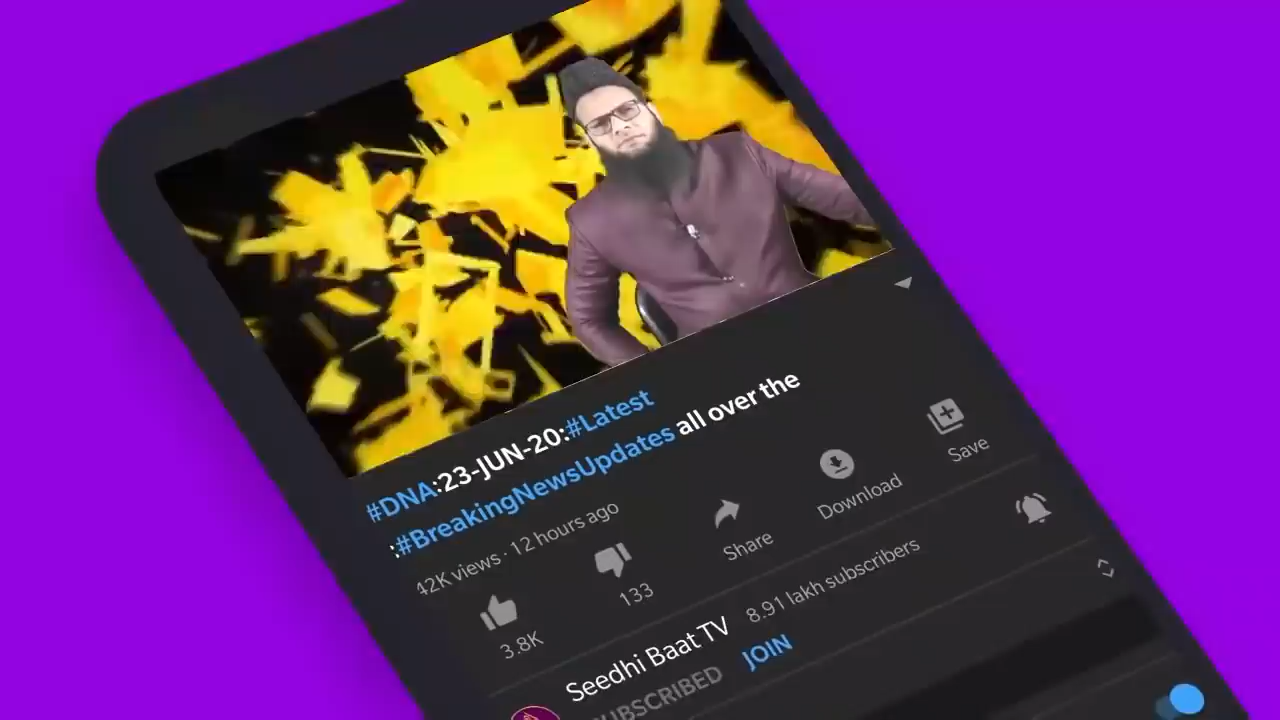 #DNA:23-JUN-20:#Latest
:#BreakingNewsUpdates all over the
42K views · 12 hours ago
3.8K
133
Share
Download
Save
Seedhi Baat TV 8.91 lakh subscribers
SUBSCRIBED JOIN